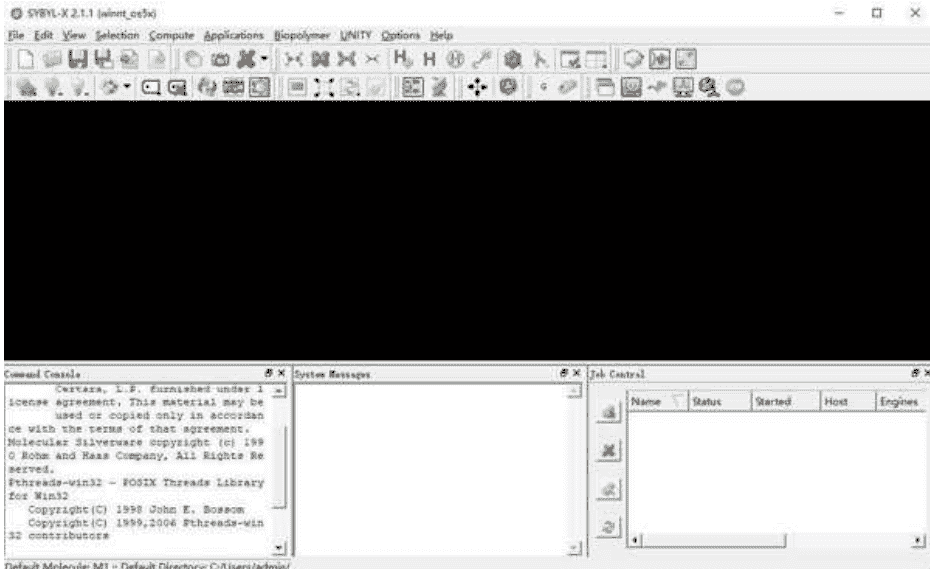 SYBYL-X 2.1.1 (winnt_os5x)
File Edit View Selection Compute Applications Biopolymer UNITY Options Help
Command Console
System Messages
Job Control
Certara, L.P. furnished under l
icense agreement. This material may be
used or copied only in accordan
ce with the terms of that agreement.
Molecular Silverware copyright (c) 199
0 Rohm and Haas Company, All Rights Re
served.
Pthreads-win32 - POSIX Threads Library
for Win32
Copyright(C) 1998 John E. Bossom
Copyright(C) 1999,2006 Pthreads-win
32 contributors
Name Status Started Host Engines
Default Molecule: M1 - Default Directory: C:/Users/admin/